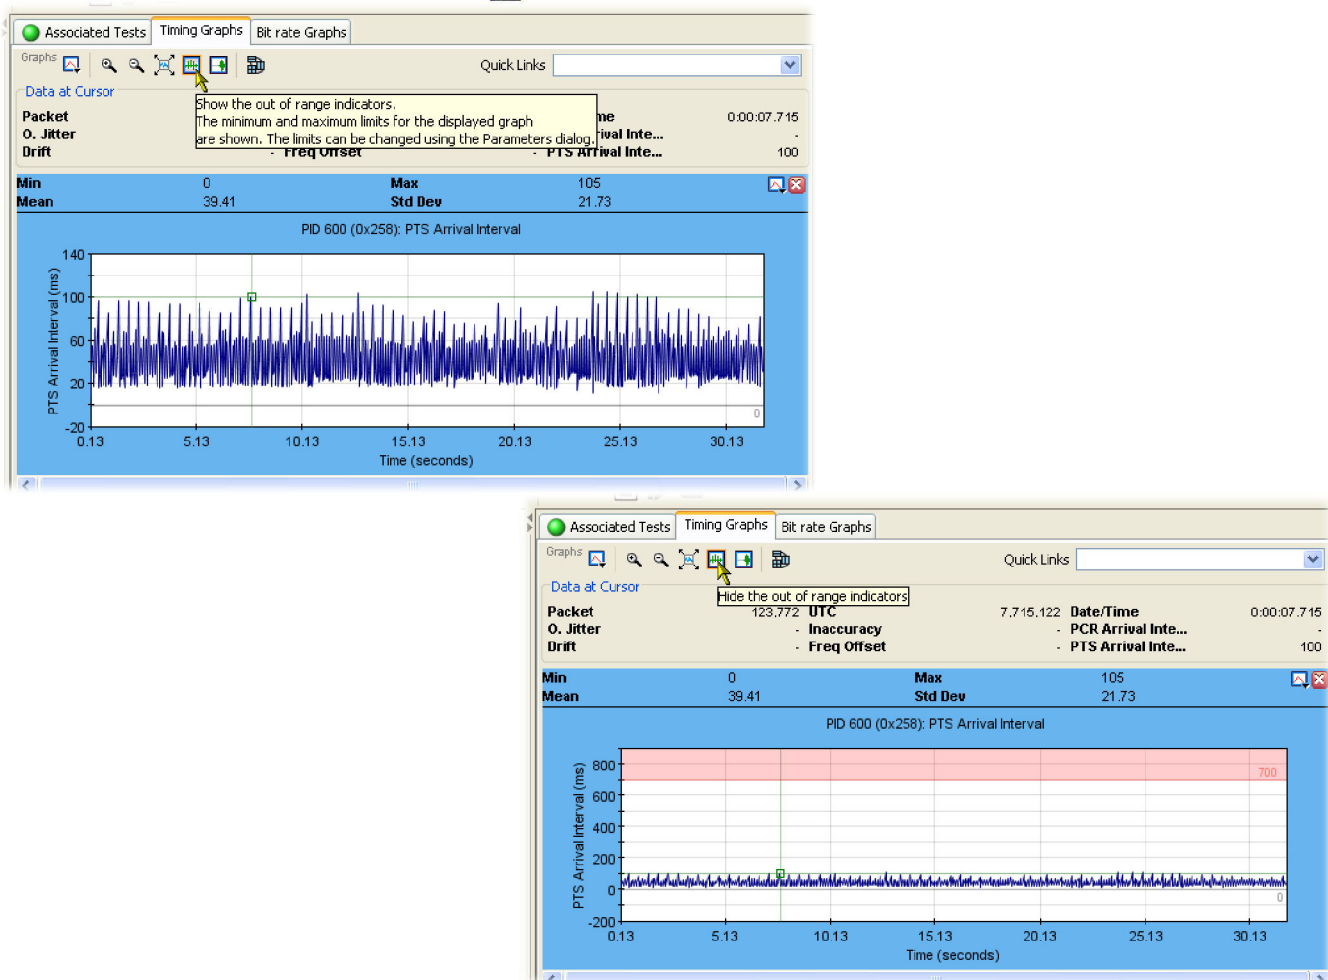 Associated Tests Timing Graphs Bit rate Graphs
Graphs Quick Links
Data at Cursor
Show the out of range indicators.
The minimum and maximum limits for the displayed graph
are shown. The limits can be changed using the Parameters dialog.
Packet me 0:00:07.715
O. Jitter rival Inte... -
Drift - Freq Offset - PTS Arrival Inte... 100
Min 0 Max 105
Mean 39.41 Std Dev 21.73
PID 600 (0x258): PTS Arrival Interval
PTS Arrival Interval (ms)
140
100
60
20
-20
0
0.13 5.13 10.13 15.13 20.13 25.13 30.13
Time (seconds)
Associated Tests Timing Graphs Bit rate Graphs
Graphs Quick Links
Data at Cursor
Hide the out of range indicators
Packet 123,772 UTC 7,715,122 Date/Time 0:00:07.715
O. Jitter - Inaccuracy - PCR Arrival Inte... -
Drift - Freq Offset - PTS Arrival Inte... 100
Min 0 Max 105
Mean 39.41 Std Dev 21.73
PID 600 (0x258): PTS Arrival Interval
PTS Arrival Interval (ms)
800
700
600
400
200
0
0
-200
0.13 5.13 10.13 15.13 20.13 25.13 30.13
Time (seconds)